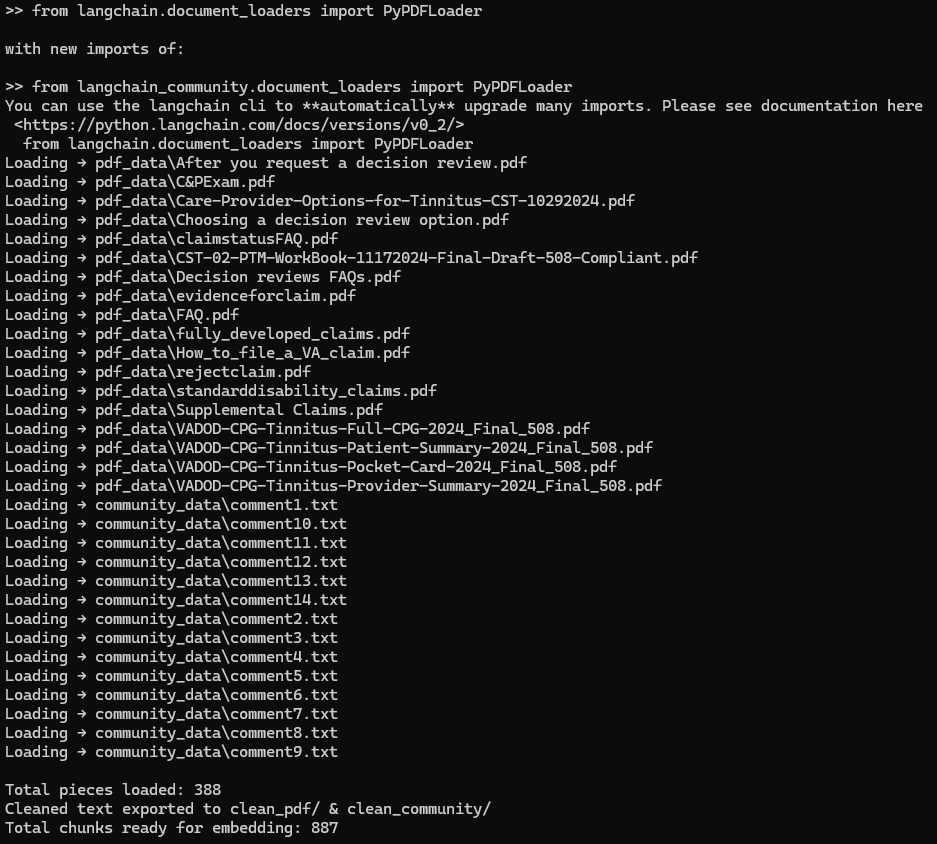 >> from langchain.document_loaders import PyPDFLoader
with new imports of:
>> from langchain_community.document_loaders import PyPDFLoader
You can use the langchain cli to **automatically** upgrade many imports. Please see documentation here
<https://python.langchain.com/docs/versions/v0_2/>
from langchain.document_loaders import PyPDFLoader
Loading → pdf_data\After you request a decision review.pdf
Loading → pdf_data\C&PExam.pdf
Loading → pdf_data\Care-Provider-Options-for-Tinnitus-CST-10292024.pdf
Loading → pdf_data\Choosing a decision review option.pdf
Loading → pdf_data\claimstatusFAQ.pdf
Loading → pdf_data\CST-02-PTM-WorkBook-11172024-Final-Draft-508-Compliant.pdf
Loading → pdf_data\Decision reviews FAQs.pdf
Loading → pdf_data\evidenceforclaim.pdf
Loading → pdf_data\FAQ.pdf
Loading → pdf_data\fully_developed_claims.pdf
Loading → pdf_data\How_to_file_a_VA_claim.pdf
Loading → pdf_data\rejectclaim.pdf
Loading → pdf_data\standarddisability_claims.pdf
Loading → pdf_data\Supplemental Claims.pdf
Loading → pdf_data\VADOD-CPG-Tinnitus-Full-CPG-2024_Final_508.pdf
Loading → pdf_data\VADOD-CPG-Tinnitus-Patient-Summary-2024_Final_508.pdf
Loading → pdf_data\VADOD-CPG-Tinnitus-Pocket-Card-2024_Final_508.pdf
Loading → pdf_data\VADOD-CPG-Tinnitus-Provider-Summary-2024_Final_508.pdf
Loading → community_data\comment1.txt
Loading → community_data\comment10.txt
Loading → community_data\comment11.txt
Loading → community_data\comment12.txt
Loading → community_data\comment13.txt
Loading → community_data\comment14.txt
Loading → community_data\comment2.txt
Loading → community_data\comment3.txt
Loading → community_data\comment4.txt
Loading → community_data\comment5.txt
Loading → community_data\comment6.txt
Loading → community_data\comment7.txt
Loading → community_data\comment8.txt
Loading → community_data\comment9.txt
Total pieces loaded: 388
Cleaned text exported to clean_pdf/ & clean_community/
Total chunks ready for embedding: 887